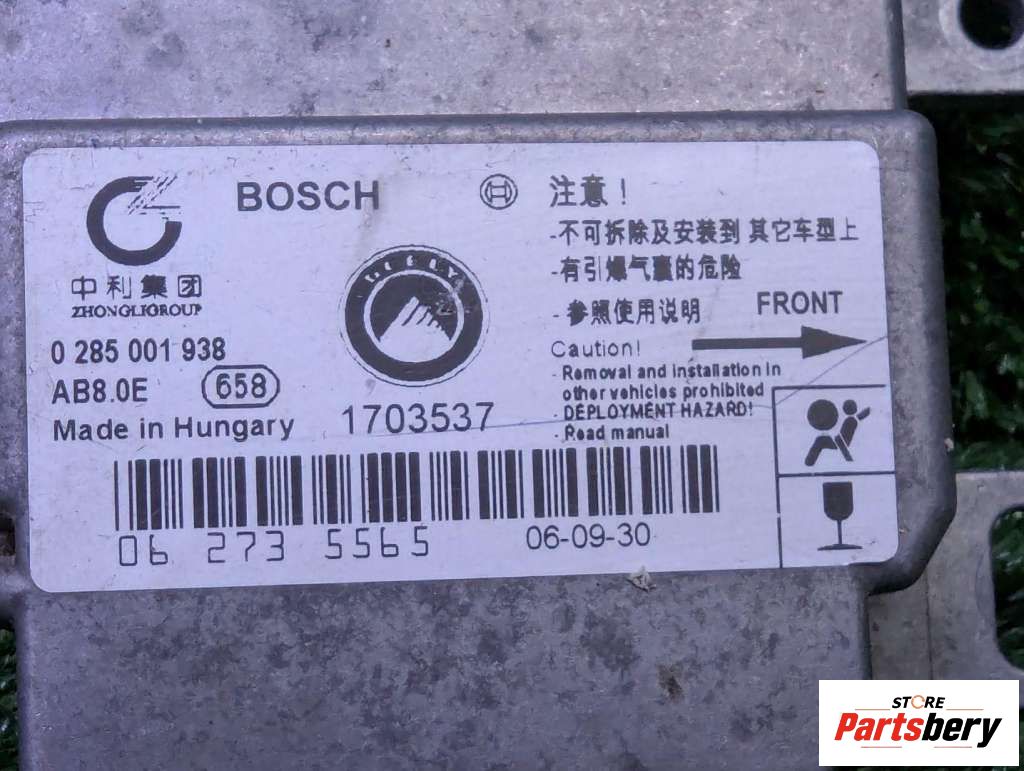 BOSCH
中利集团
ZHONGLIGROUP
GEELY
0 285 001 938
AB8.0E
658
Made in Hungary
1703537
注意！
-不可拆除及安装到 其它车型上
-有引爆气囊的危险
- 参照使用说明
FRONT
Caution!
- Removal and installation in
other vehicles prohibited
- DEPLOYMENT HAZARD!
- Read manual
06 273 5565
06-09-30
STORE
Partsbery